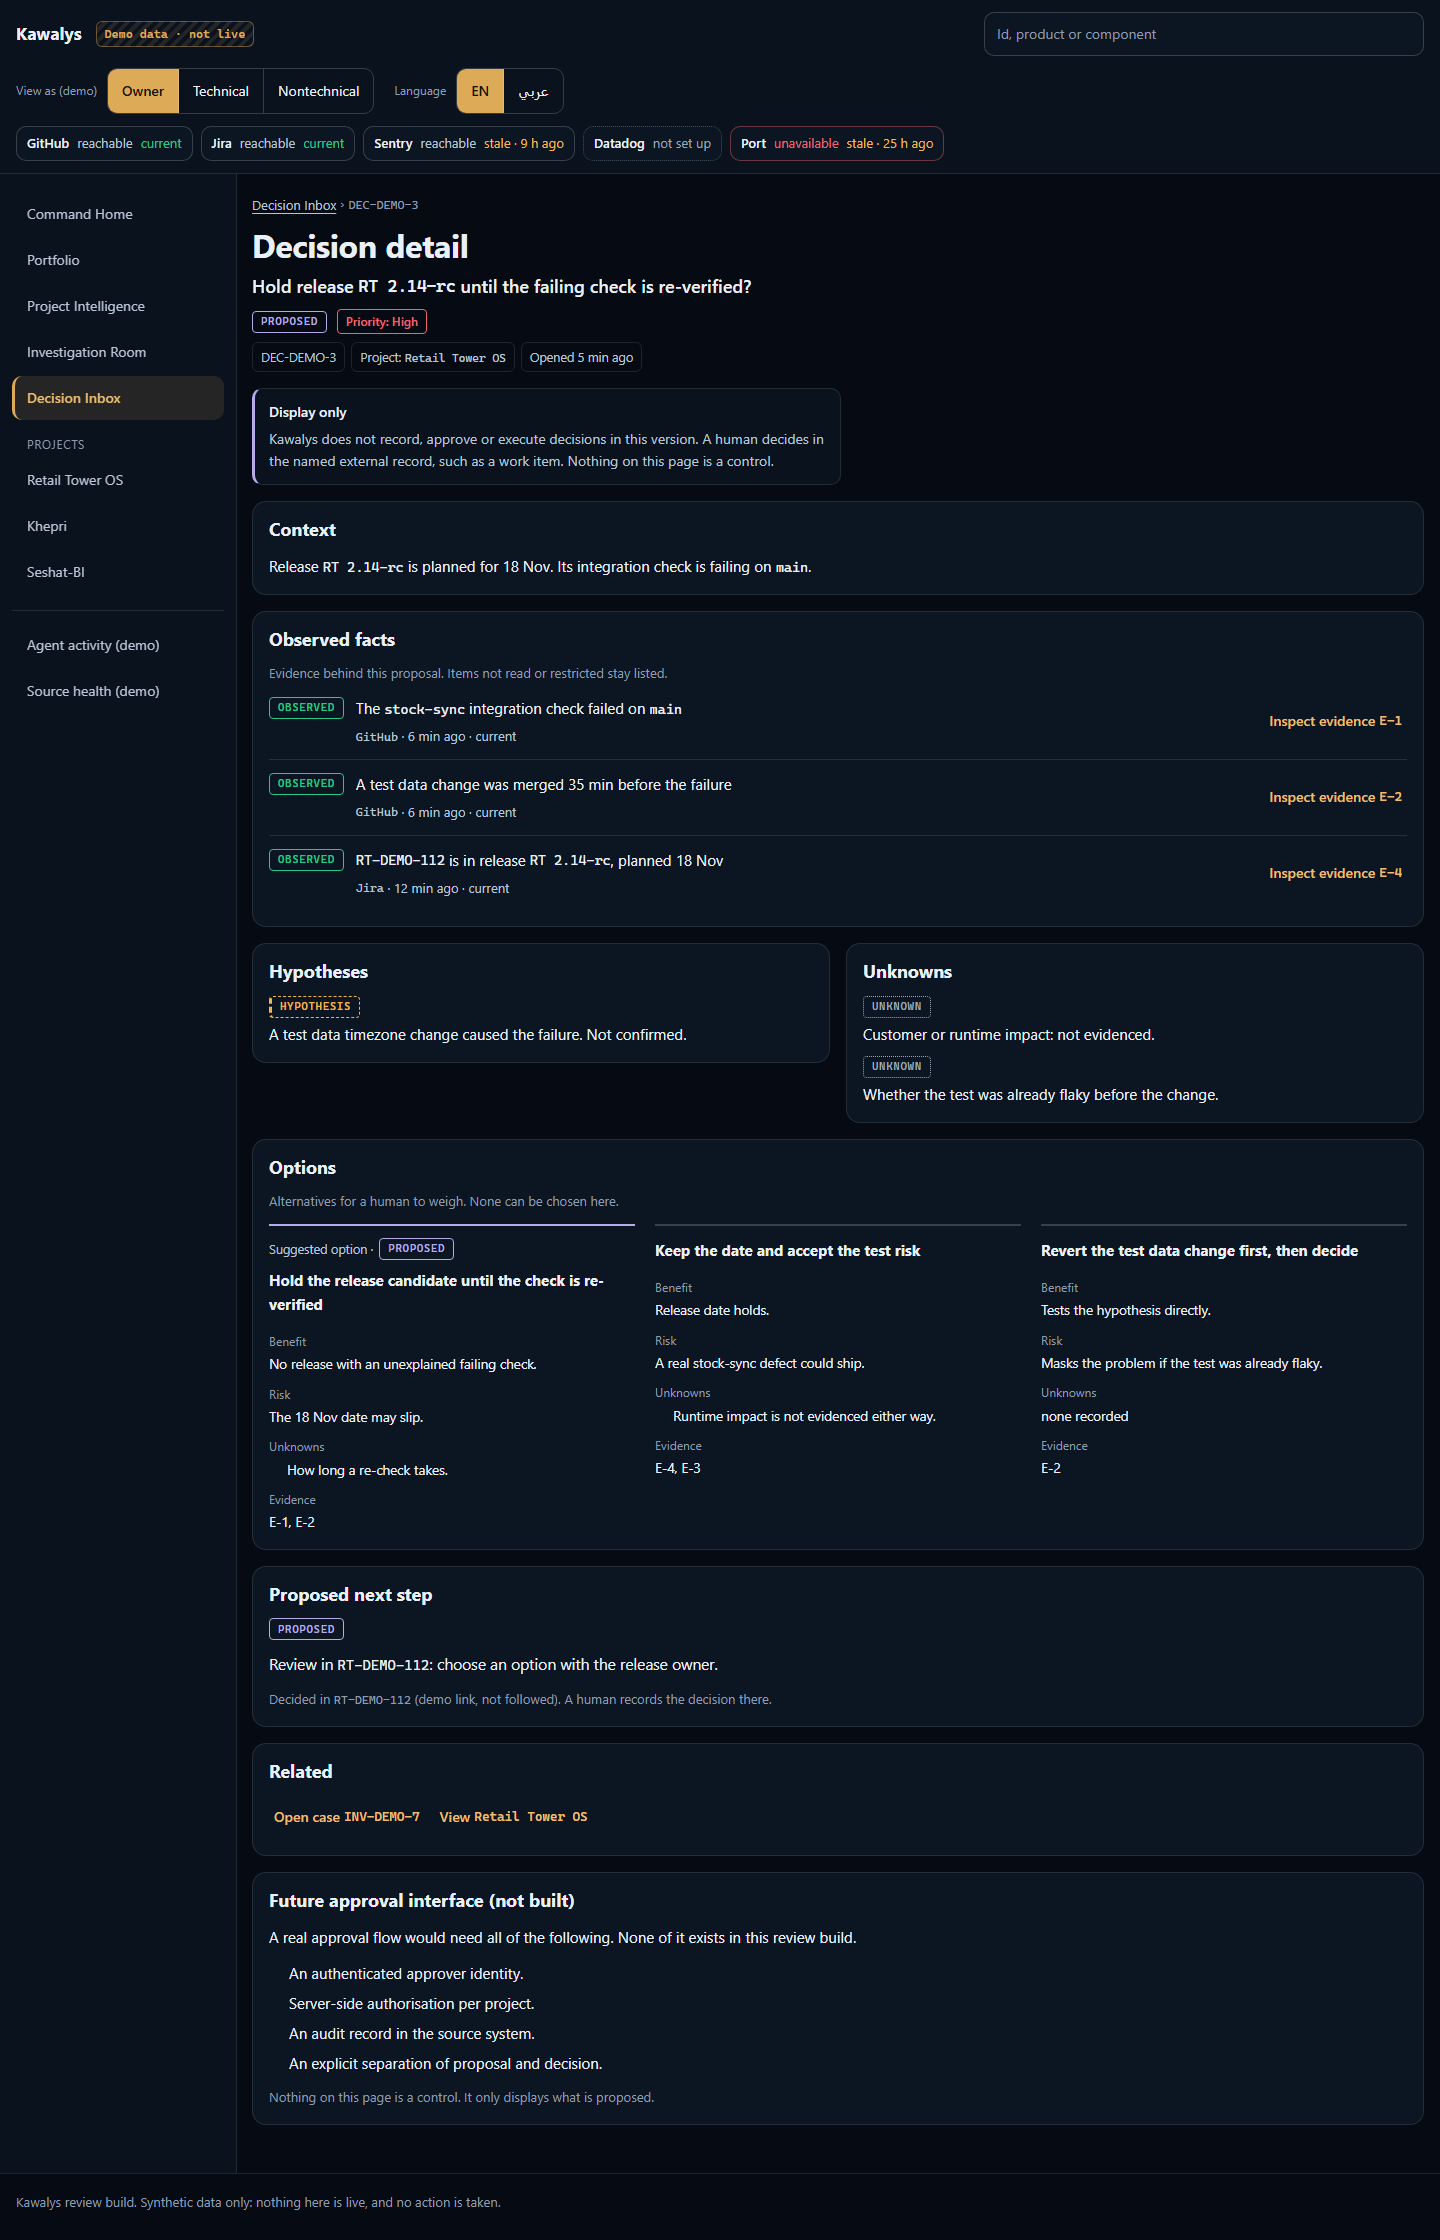 Kawalys
Demo data · not live
Id, product or component
View as (demo)
Owner
Technical
Nontechnical
Language
EN
عربي
GitHub reachable current
Jira reachable current
Sentry reachable stale · 9 h ago
Datadog not set up
Port unavailable stale · 25 h ago
Command Home
Portfolio
Project Intelligence
Investigation Room
Decision Inbox
PROJECTS
Retail Tower OS
Khepri
Seshat-BI
Agent activity (demo)
Source health (demo)
Decision Inbox › DEC-DEMO-3
Decision detail
Hold release RT 2.14-rc until the failing check is re-verified?
PROPOSED
Priority: High
DEC-DEMO-3
Project: Retail Tower OS
Opened 5 min ago
Display only
Kawalys does not record, approve or execute decisions in this version. A human decides in
the named external record, such as a work item. Nothing on this page is a control.
Context
Release RT 2.14-rc is planned for 18 Nov. Its integration check is failing on main.
Observed facts
Evidence behind this proposal. Items not read or restricted stay listed.
OBSERVED
The stock-sync integration check failed on main
GitHub · 6 min ago · current
Inspect evidence E-1
OBSERVED
A test data change was merged 35 min before the failure
GitHub · 6 min ago · current
Inspect evidence E-2
OBSERVED
RT-DEMO-112 is in release RT 2.14-rc, planned 18 Nov
Jira · 12 min ago · current
Inspect evidence E-4
Hypotheses
HYPOTHESIS
A test data timezone change caused the failure. Not confirmed.
Unknowns
UNKNOWN
Customer or runtime impact: not evidenced.
UNKNOWN
Whether the test was already flaky before the change.
Options
Alternatives for a human to weigh. None can be chosen here.
Suggested option · PROPOSED
Hold the release candidate until the check is re-
verified
Benefit
No release with an unexplained failing check.
Risk
The 18 Nov date may slip.
Unknowns
How long a re-check takes.
Evidence
E-1, E-2
Keep the date and accept the test risk
Benefit
Release date holds.
Risk
A real stock-sync defect could ship.
Unknowns
Runtime impact is not evidenced either way.
Evidence
E-4, E-3
Revert the test data change first, then decide
Benefit
Tests the hypothesis directly.
Risk
Masks the problem if the test was already flaky.
Unknowns
none recorded
Evidence
E-2
Proposed next step
PROPOSED
Review in RT-DEMO-112: choose an option with the release owner.
Decided in RT-DEMO-112 (demo link, not followed). A human records the decision there.
Related
Open case INV-DEMO-7
View Retail Tower OS
Future approval interface (not built)
A real approval flow would need all of the following. None of it exists in this review build.
An authenticated approver identity.
Server-side authorisation per project.
An audit record in the source system.
An explicit separation of proposal and decision.
Nothing on this page is a control. It only displays what is proposed.
Kawalys review build. Synthetic data only: nothing here is live, and no action is taken.